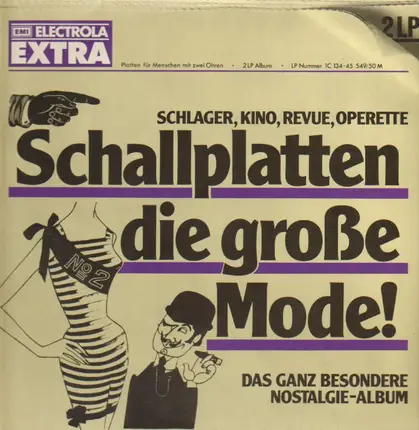 EMI ELECTROLA
EXTRA
2 LP
Platten für Menschen mit zwei Ohren · 2 LP Album · LP Nummer 1C 134-45 549/50 M
SCHLAGER, KINO, REVUE, OPERETTE
Schallplatten
die große
Mode!
No 2
DAS GANZ BESONDERE
NOSTALGIE-ALBUM